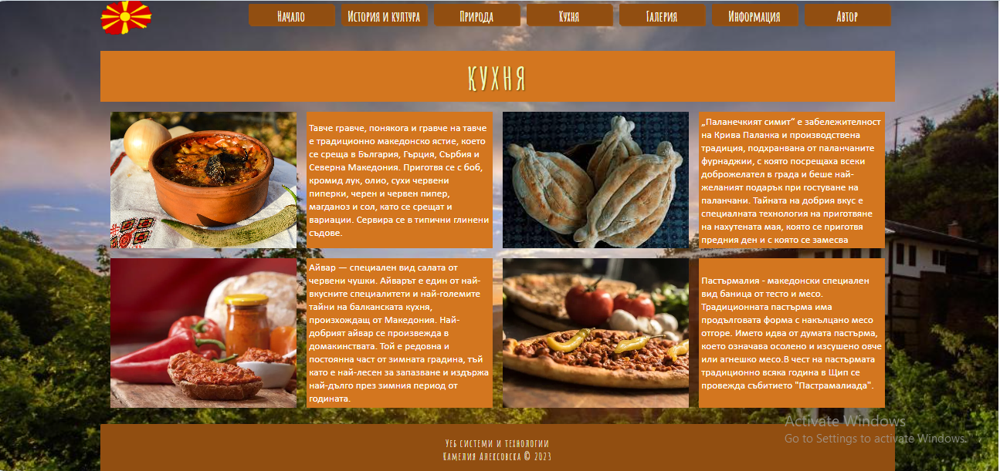 Начало
История и култура
Природа
Кухня
Галерия
Информация
Автор
КУХНЯ
Тавче гравче, понякога и гравче на тавче
е традиционно македонско ястие, което
се среща в България, Гърция, Сърбия и
Северна Македония. Приготвя се с боб,
кромид лук, олио, сухи червени
пиперки, черен и червен пипер,
магданоз и сол, като се срещат и
вариации. Сервира се в типични глинени
съдове.
„Паланечкият симит“ е забележителност
на Крива Паланка и производствена
традиция, подхранвана от паланчаните
фурнаджии, с която посрещаха всеки
доброжелател в града и беше най-
желаният подарък при гостуване на
паланчани. Тайната на добрия вкус е
специалната технология на приготвяне
на нахутената мая, която се приготвя
предния ден и с която се замесва
Айвар — специален вид салата от
червени чушки. Айварът е един от най-
вкусните специалитети и най-големите
тайни на балканската кухня,
произхождащ от Македония. Най-
добрият айвар се произвежда в
домакинствата. Той е редовна и
постоянна част от зимната градина, тъй
като е най-лесен за запазване и издържа
най-дълго през зимния период от
годината.
Пастърмалия - македонски специален
вид баница от тесто и месо.
Традиционната пастърма има
продълговата форма с накълцано месо
отгоре. Името идва от думата пастърма,
което означава осолено и изсушено овче
или агнешко месо.В чест на пастърмата
традиционно всяка година в Щип се
провежда събитието "Пастрамалиада".
Activate Windows
Go to Settings to activate Windows.
Уеб системи и технологии
Камелия Анексовска © 2023